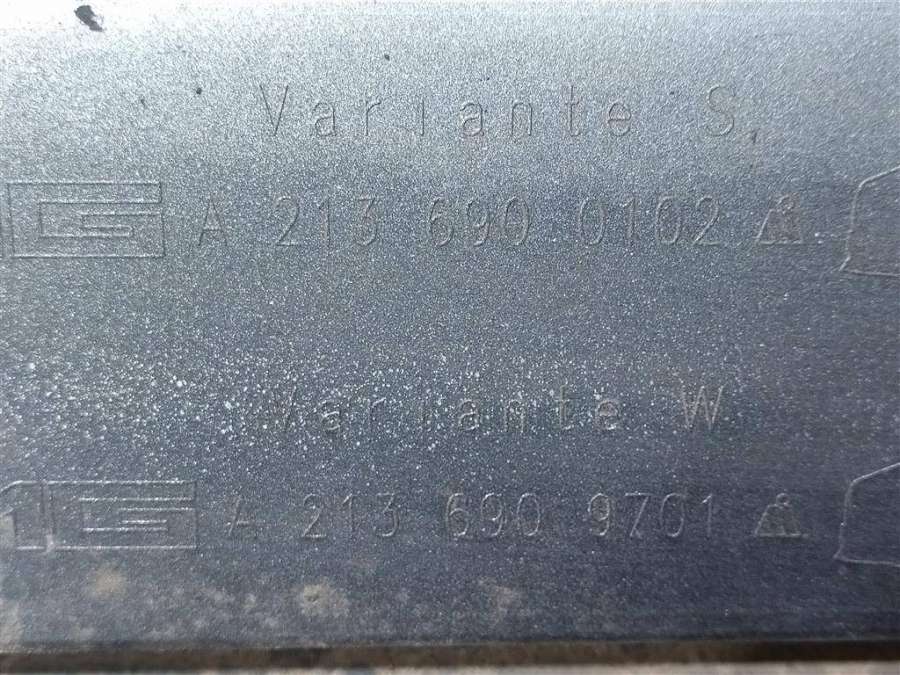 Variante S
A 213 690 0102
Variante W
A 213 690 9701